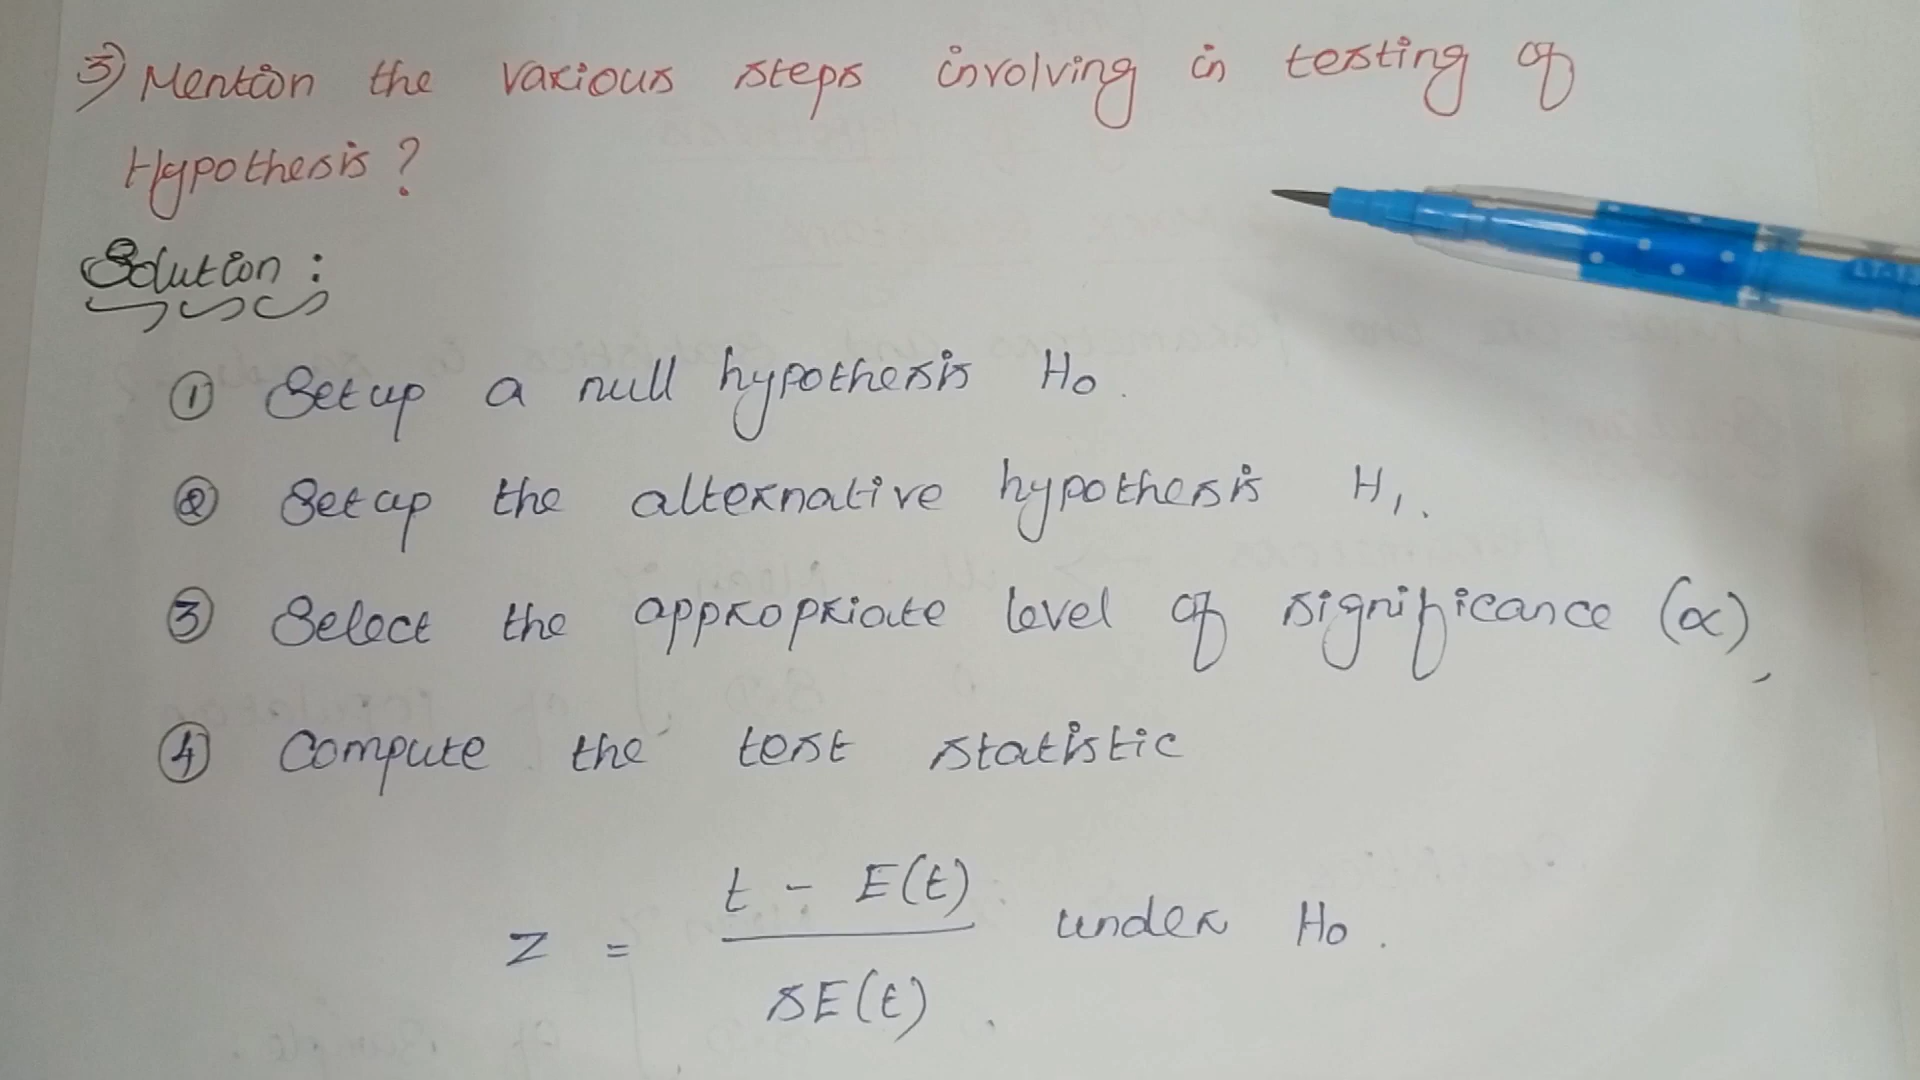 3) Mention the various steps involving in testing of
Hypothesis?
Solution:
① Set up a null hypothesis H₀.
② Set up the alternative hypothesis H₁.
③ Select the appropriate level of significance (α),
④ Compute the test statistic
Z = t - E(t) / SE(t) under H₀.